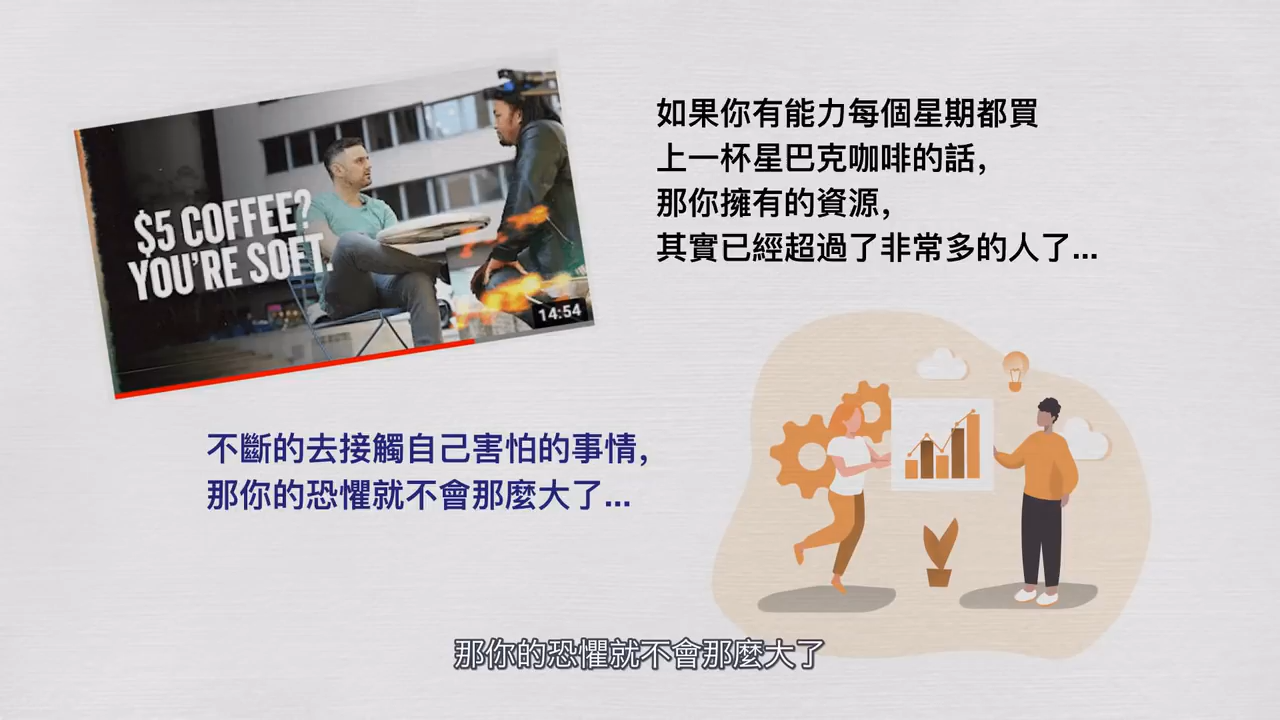 $5 COFFEE?
YOU'RE SOFT.
14:54
如果你有能力每個星期都買
上一杯星巴克咖啡的話，
那你擁有的資源，
其實已經超過了非常多的人了...
不斷的去接觸自己害怕的事情，
那你的恐懼就不會那麼大了...
那你的恐懼就不會那麼大了